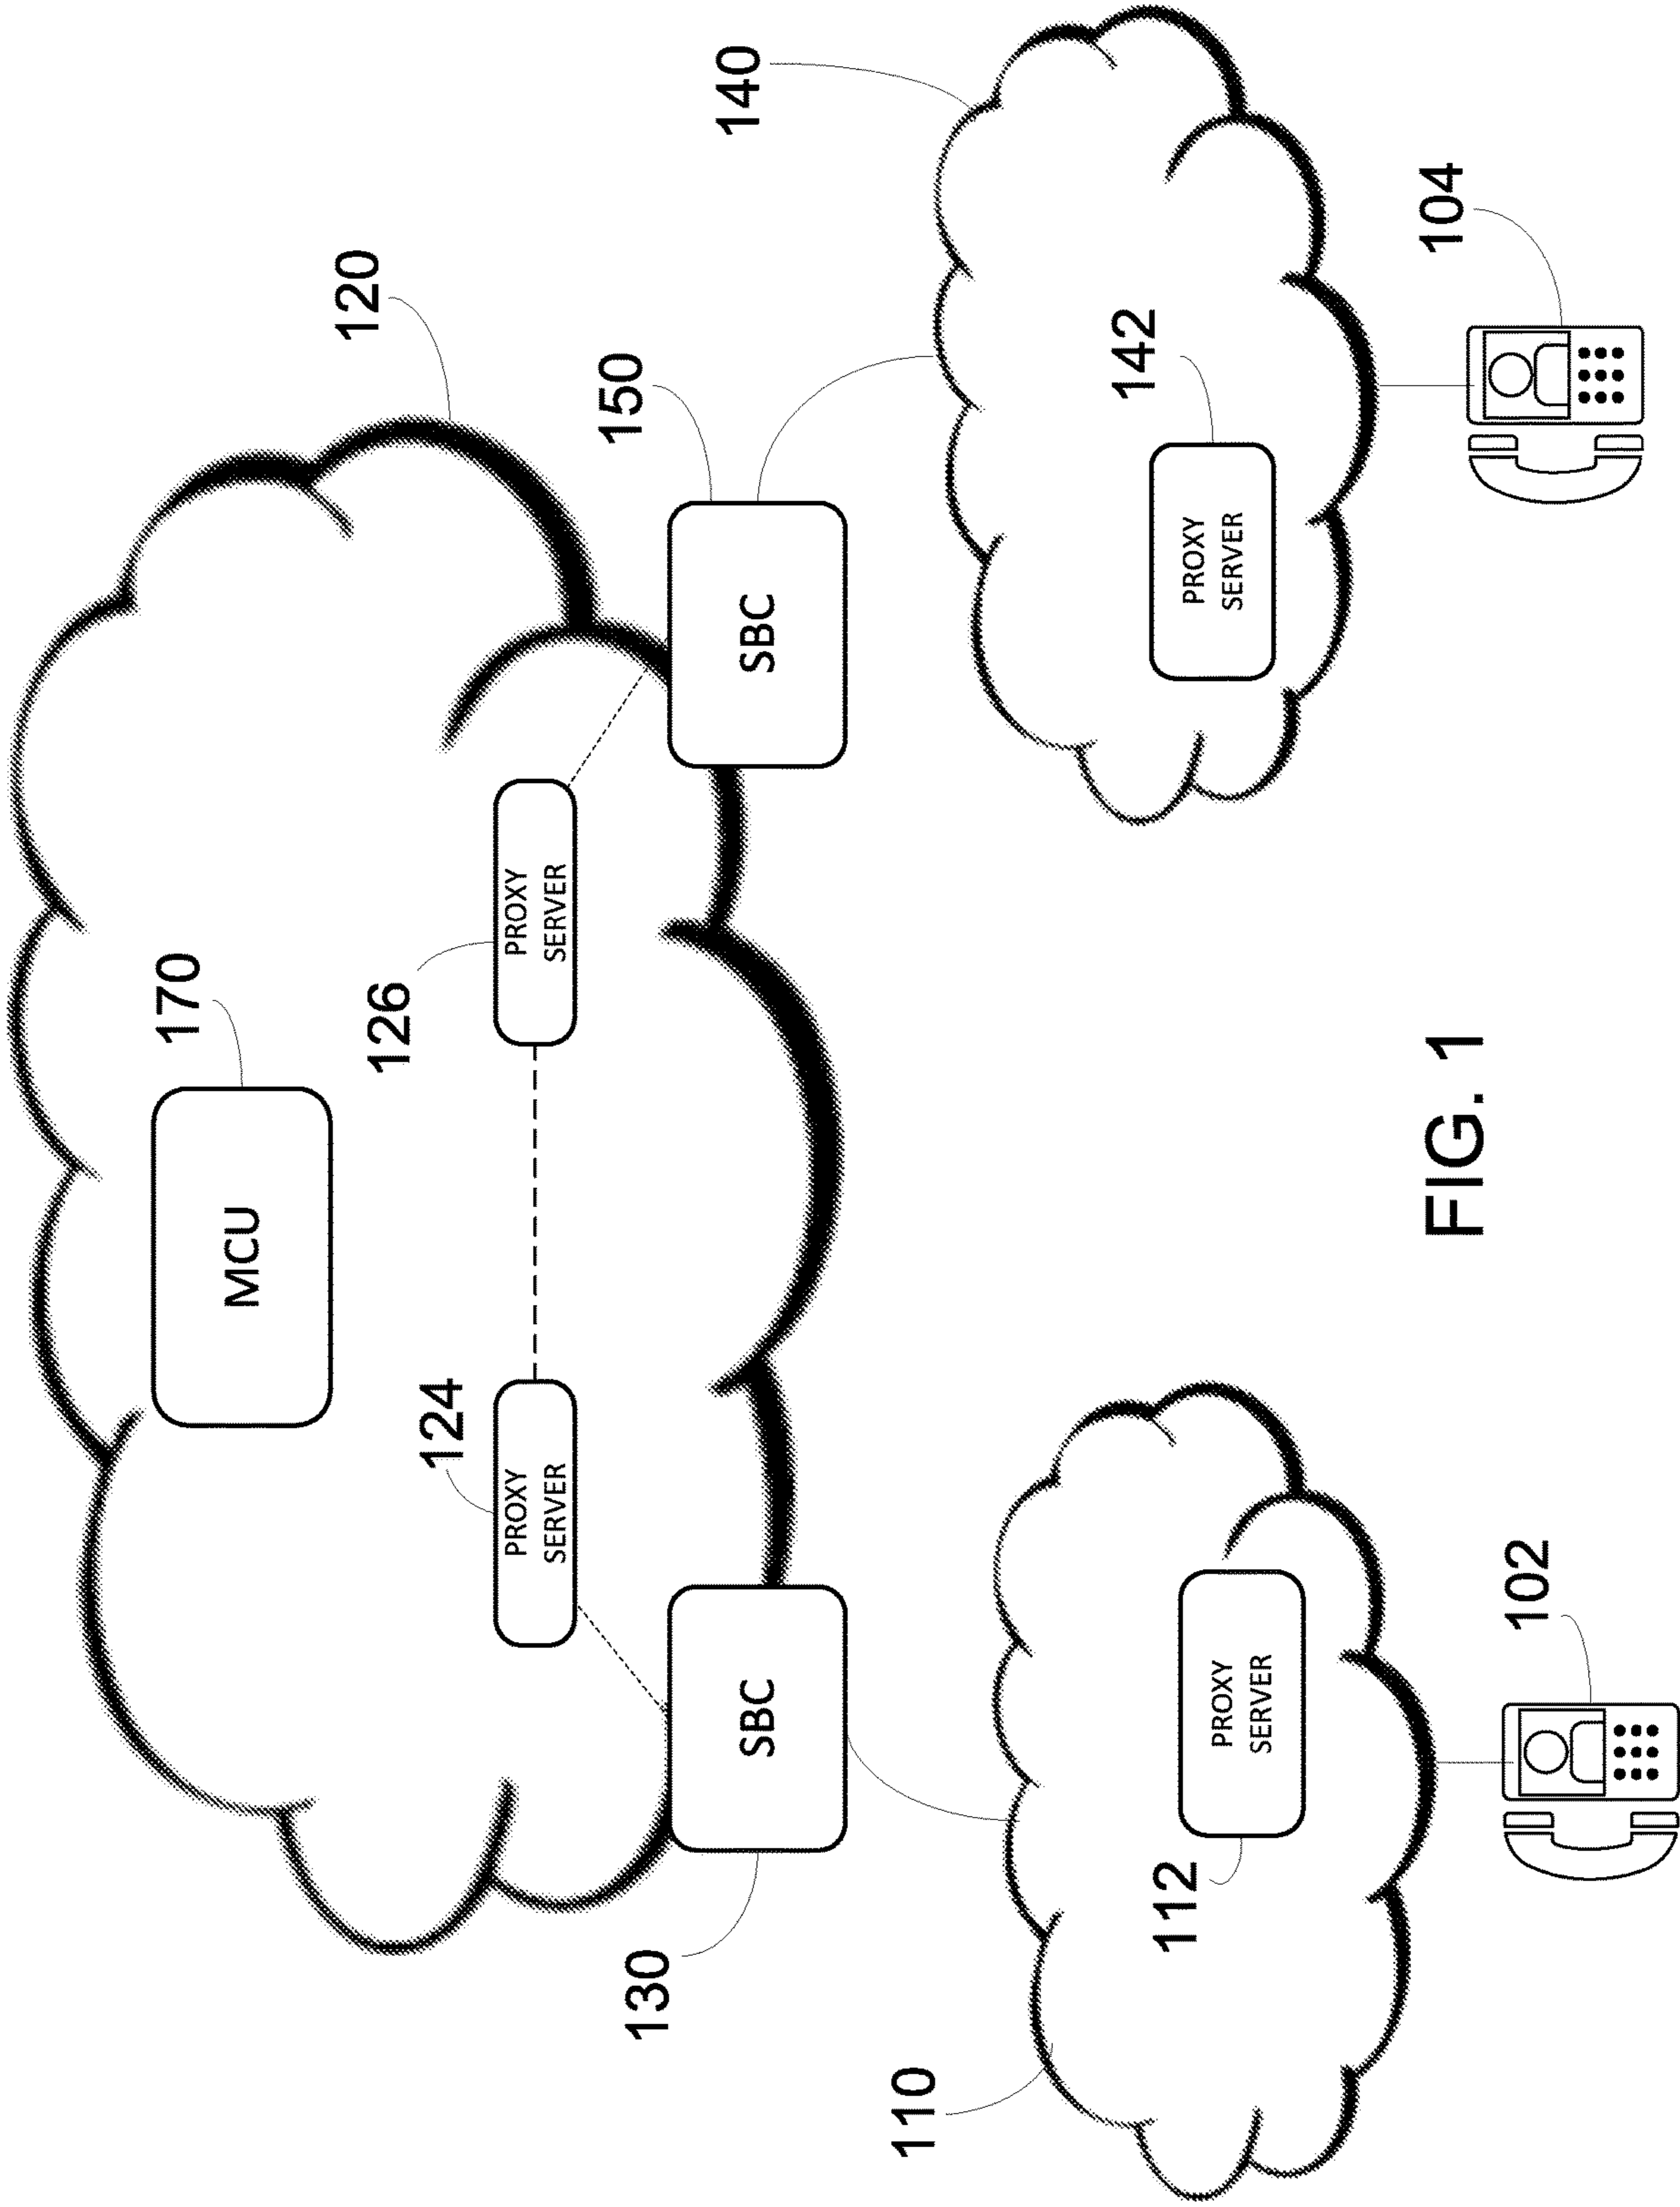 120
170
MCU
126
124
PROXY
SERVER
PROXY
SERVER
130
SBC
SBC
150
140
110
112
PROXY
SERVER
142
PROXY
SERVER
102
104
FIG. 1